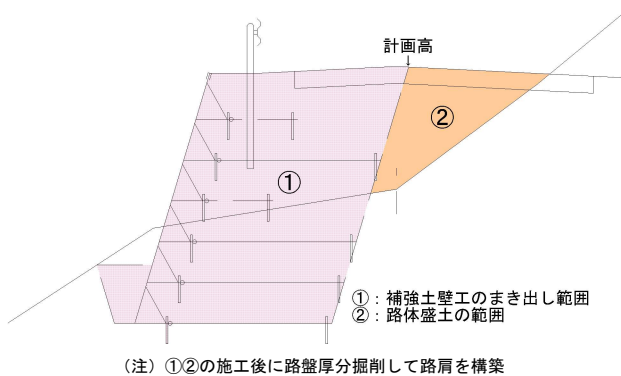 計画高
↓
②
①
①：補強土壁工のまき出し範囲
②：路体盛土の範囲
（注）①②の施工後に路盤厚分掘削して路肩を構築